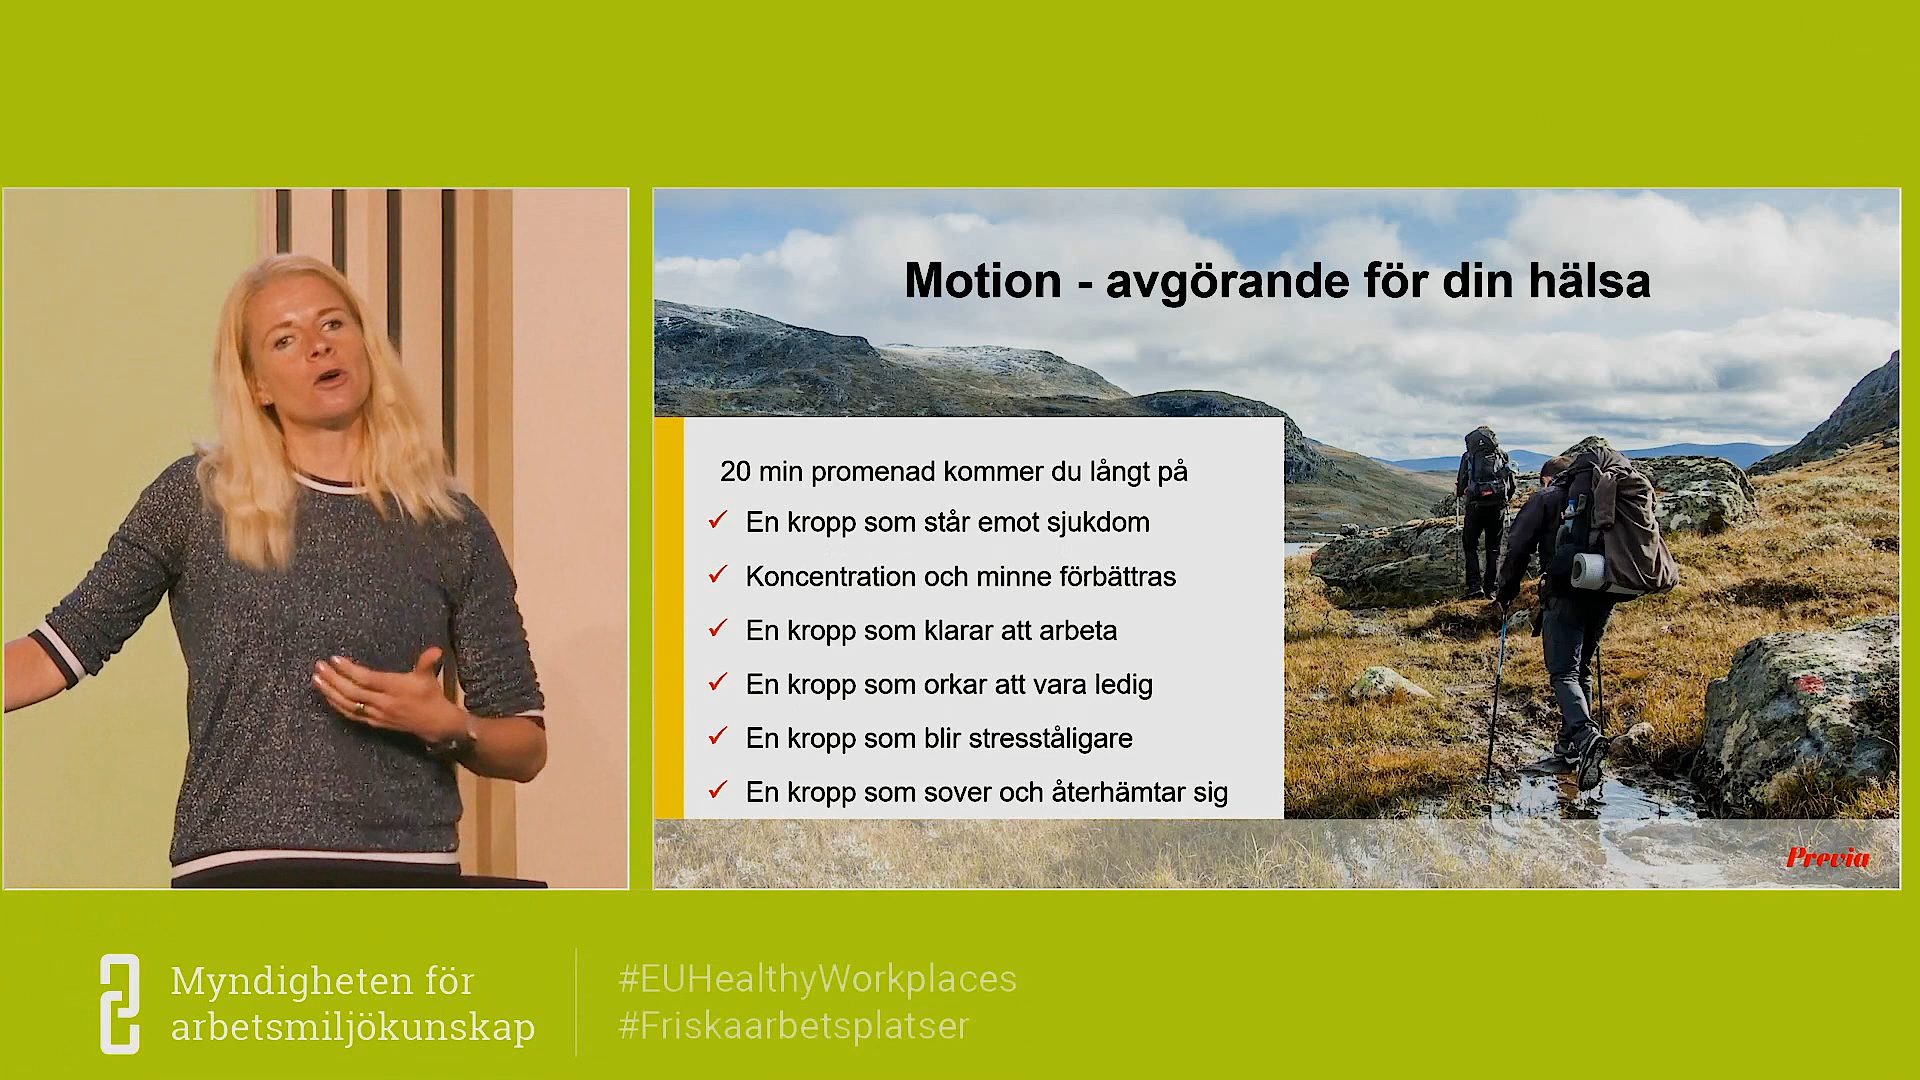 Motion - avgörande för din hälsa
20 min promenad kommer du långt på
En kropp som står emot sjukdom
Koncentration och minne förbättras
En kropp som klarar att arbeta
En kropp som orkar att vara ledig
En kropp som blir stresståligare
En kropp som sover och återhämtar sig
Previa
Myndigheten för
arbetsmiljökunskap
#EUHealthyWorkplaces
#Friskaarbetsplatser